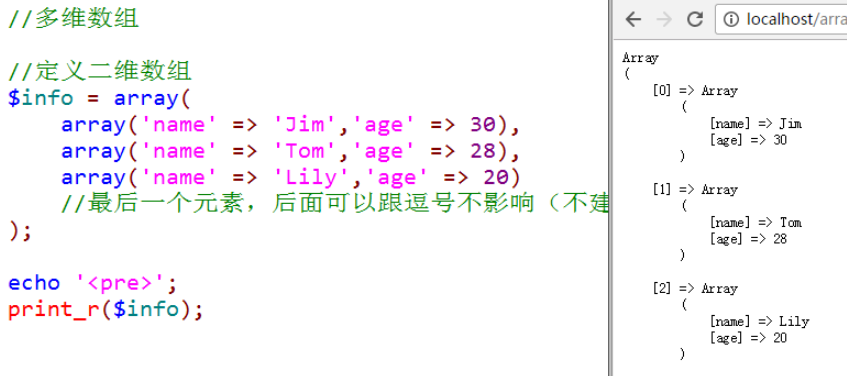 //多维数组
//定义二维数组
$info = array(
    array('name' => 'Jim','age' => 30),
    array('name' => 'Tom','age' => 28),
    array('name' => 'Lily','age' => 20)
    //最后一个元素，后面可以跟逗号不影响（不建
);
echo '<pre>';
print_r($info);
localhost/arra
Array
(
    [0] => Array
        (
            [name] => Jim
            [age] => 30
        )
    [1] => Array
        (
            [name] => Tom
            [age] => 28
        )
    [2] => Array
        (
            [name] => Lily
            [age] => 20
        )